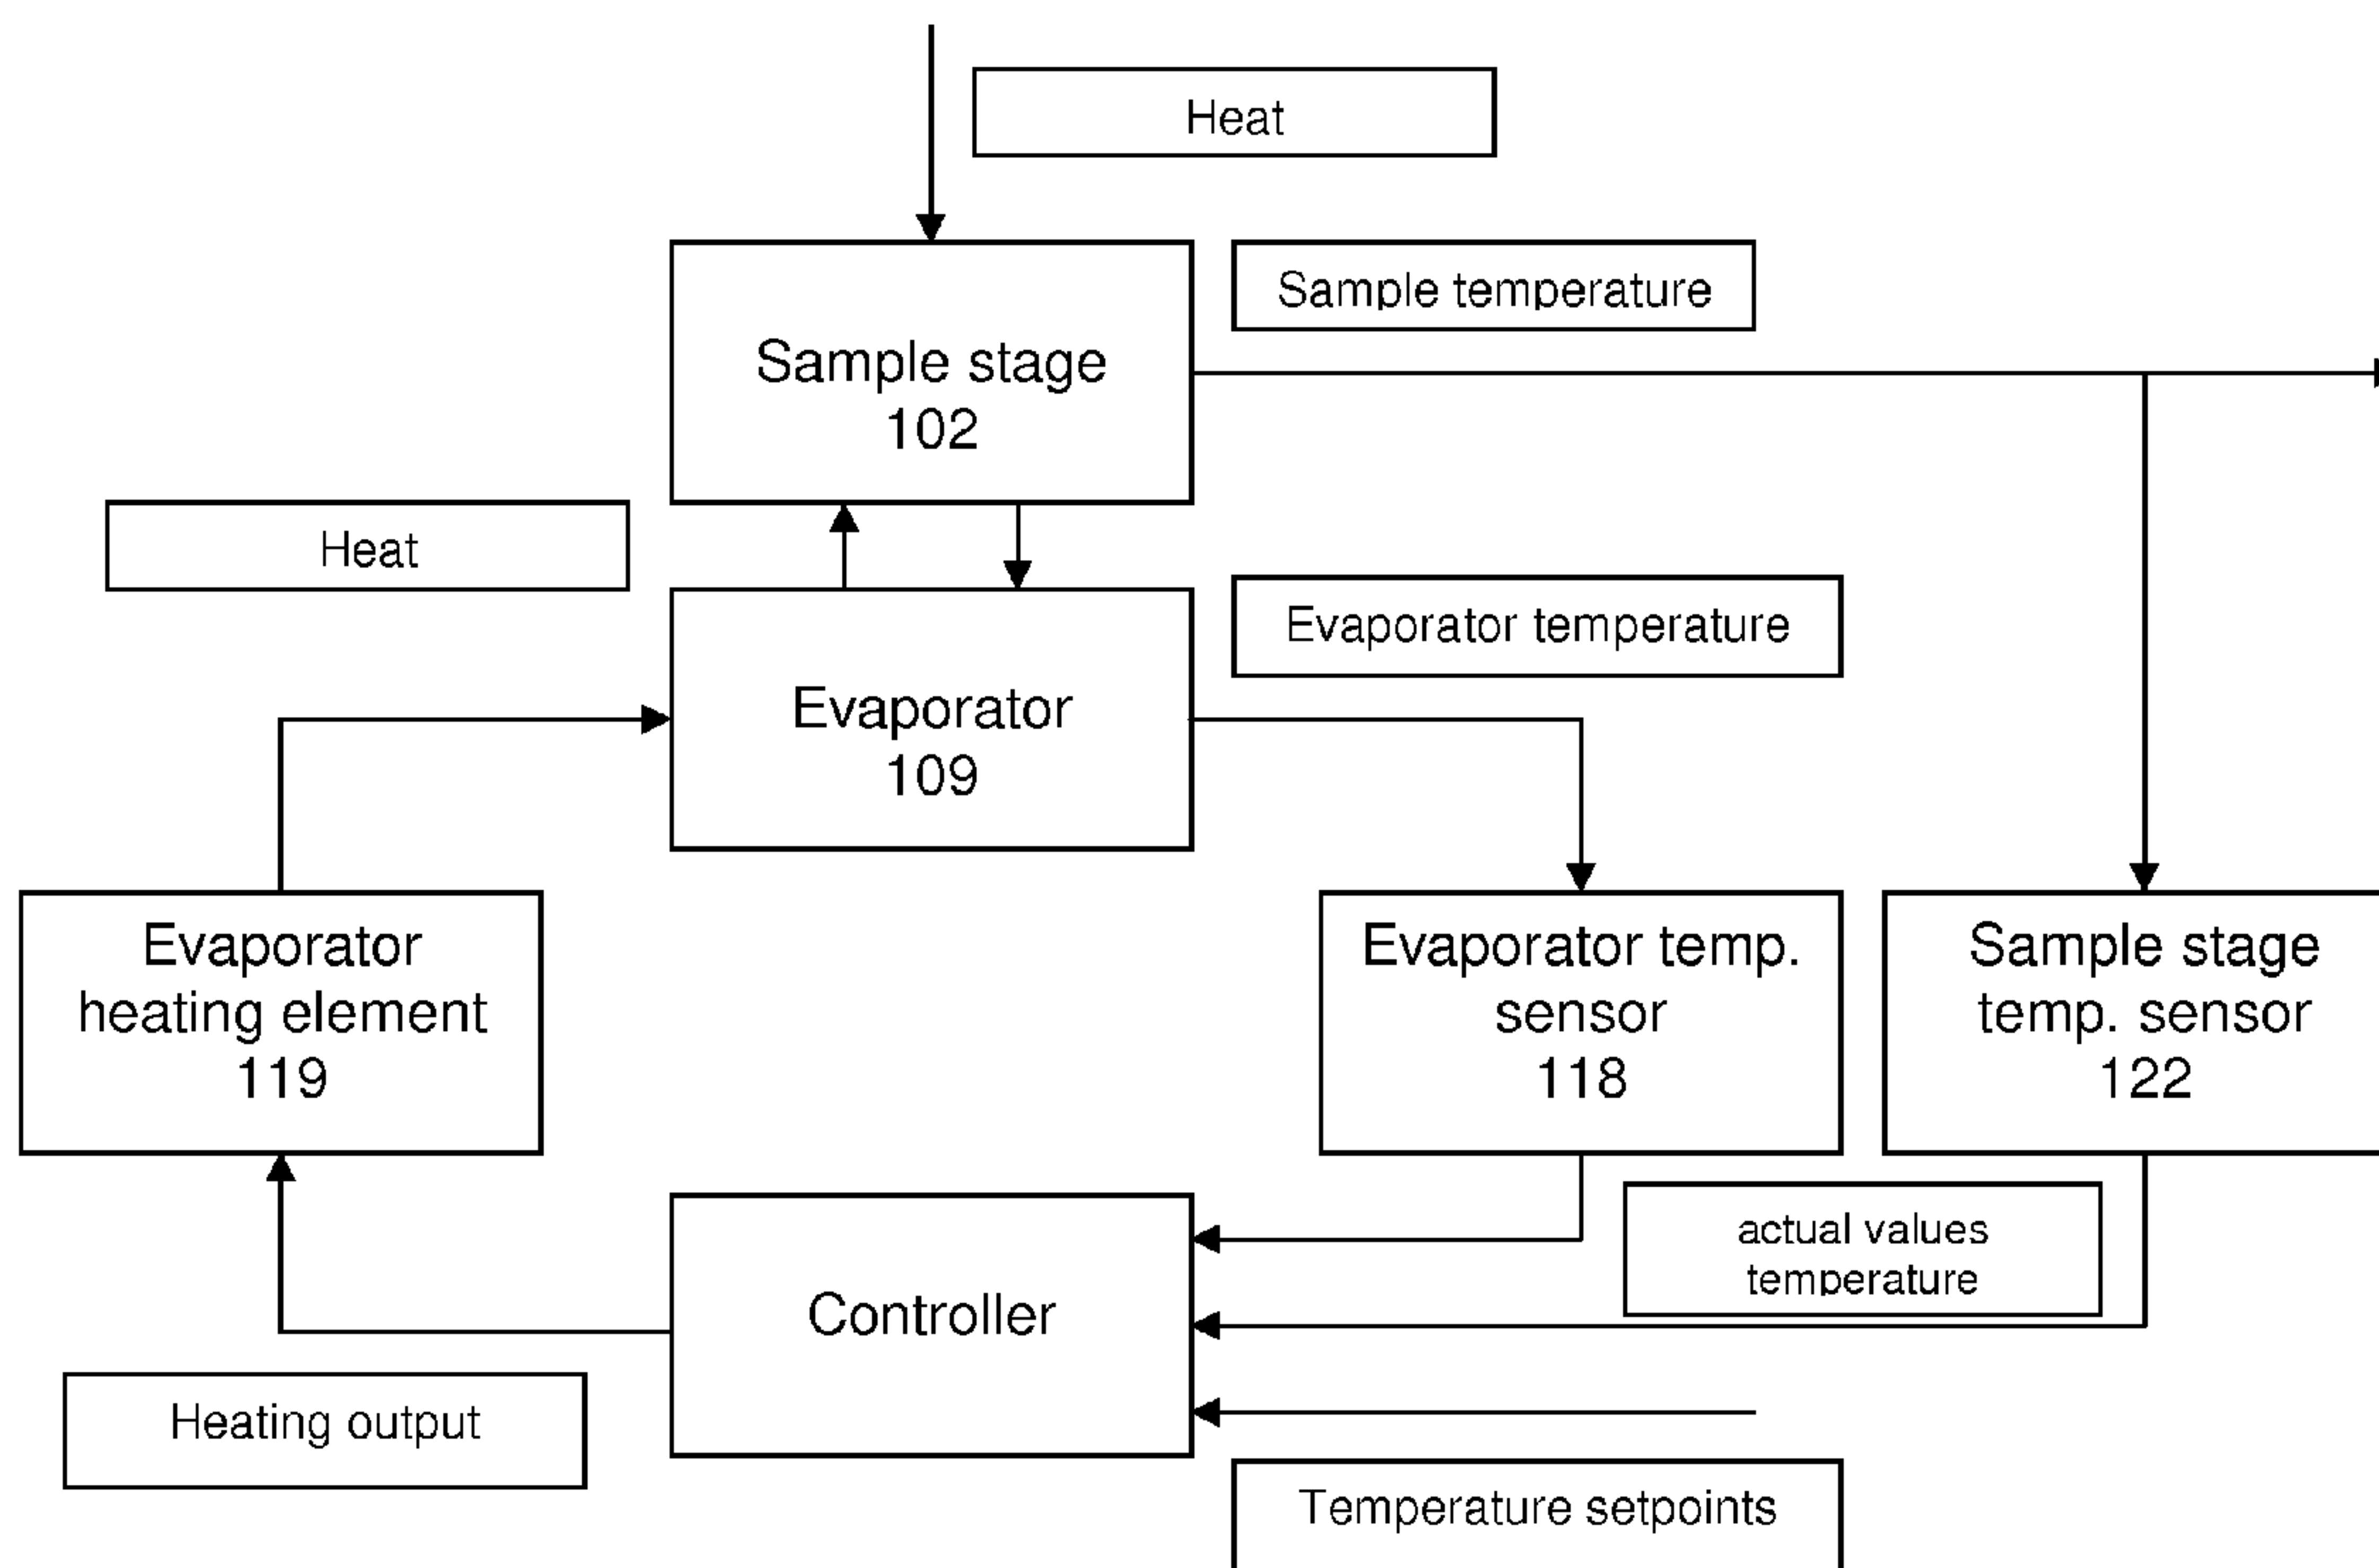 Heat
Sample temperature
Sample stage
102
Heat
Evaporator temperature
Evaporator
109
Evaporator
heating element
119
Evaporator temp.
sensor
118
Sample stage
temp. sensor
122
actual values
temperature
Controller
Heating output
Temperature setpoints